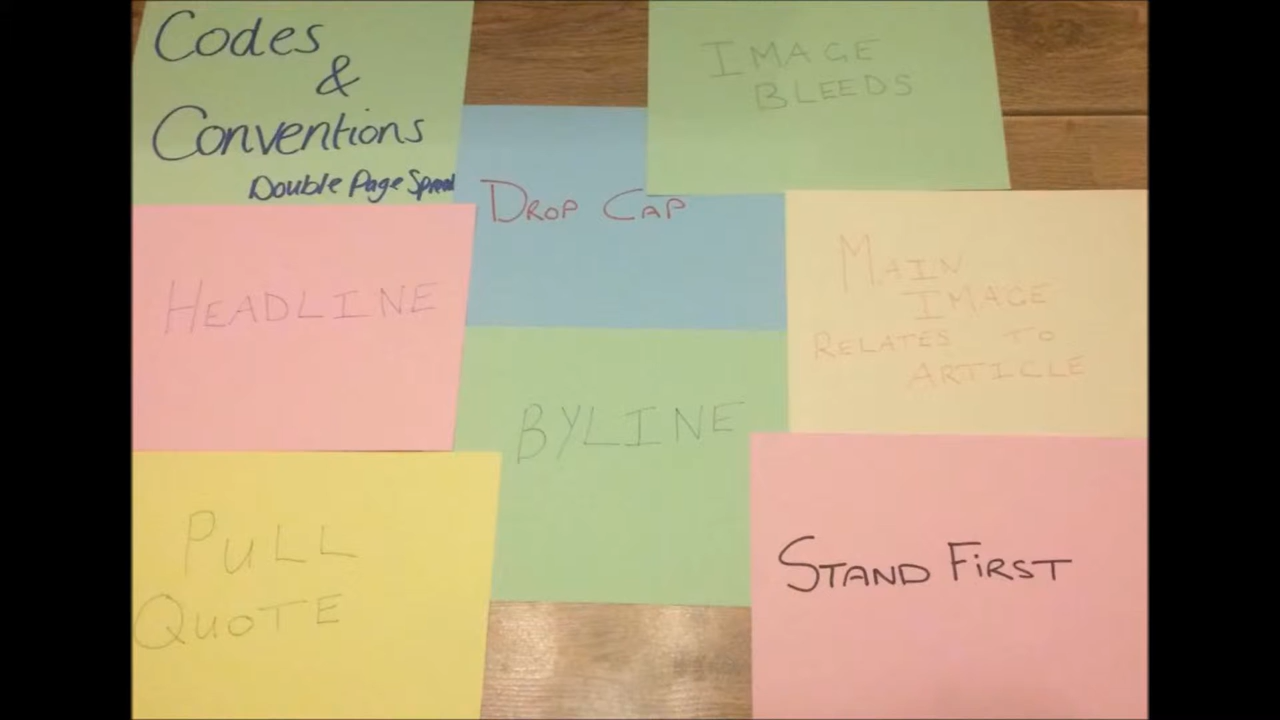 Codes
&
Conventions
Double Page Spread
IMAGE
BLEEDS
DROP CAP
HEADLINE
MAIN
IMAGE
RELATES TO
ARTICLE
BYLINE
PULL
QUOTE
STAND FIRST